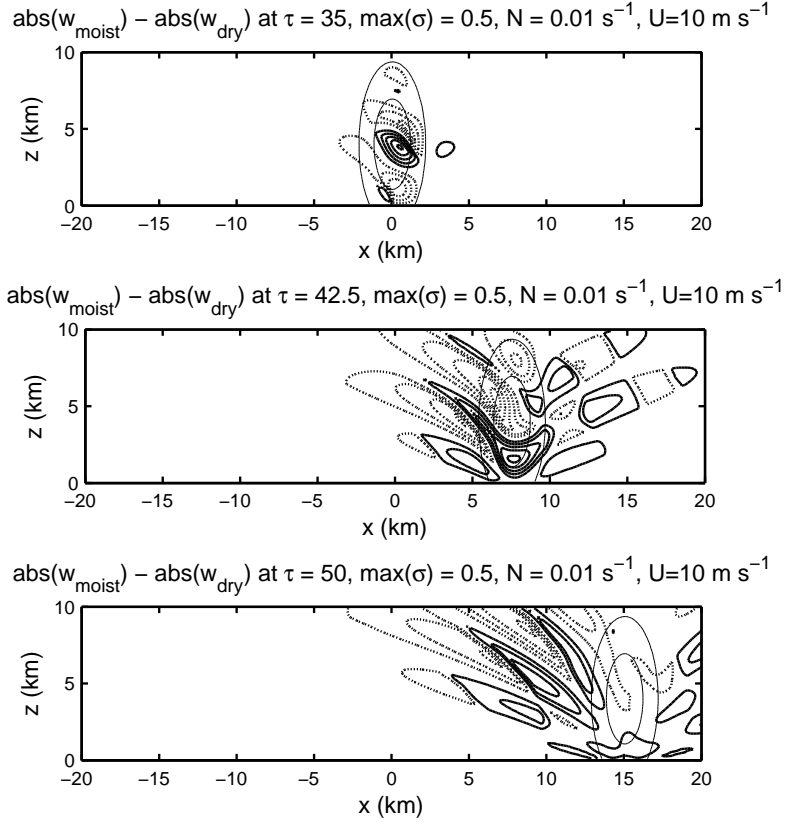 abs(w_moist) − abs(w_dry) at τ = 35, max(σ) = 0.5, N = 0.01 s⁻¹, U=10 m s⁻¹
10
5
0
z (km)
−20 −15 −10 −5 0 5 10 15 20
x (km)
abs(w_moist) − abs(w_dry) at τ = 42.5, max(σ) = 0.5, N = 0.01 s⁻¹, U=10 m s⁻¹
10
5
0
z (km)
−20 −15 −10 −5 0 5 10 15 20
x (km)
abs(w_moist) − abs(w_dry) at τ = 50, max(σ) = 0.5, N = 0.01 s⁻¹, U=10 m s⁻¹
10
5
0
z (km)
−20 −15 −10 −5 0 5 10 15 20
x (km)